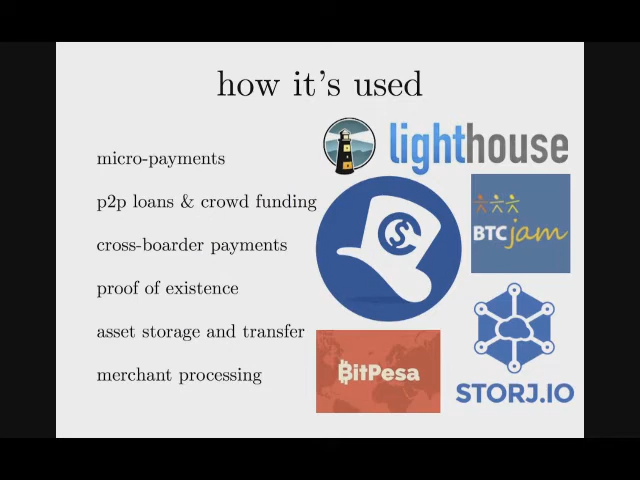 how it's used
micro-payments
p2p loans & crowd funding
cross-boarder payments
proof of existence
asset storage and transfer
merchant processing
lighthouse
BTCjam
BitPesa
STORJ.IO